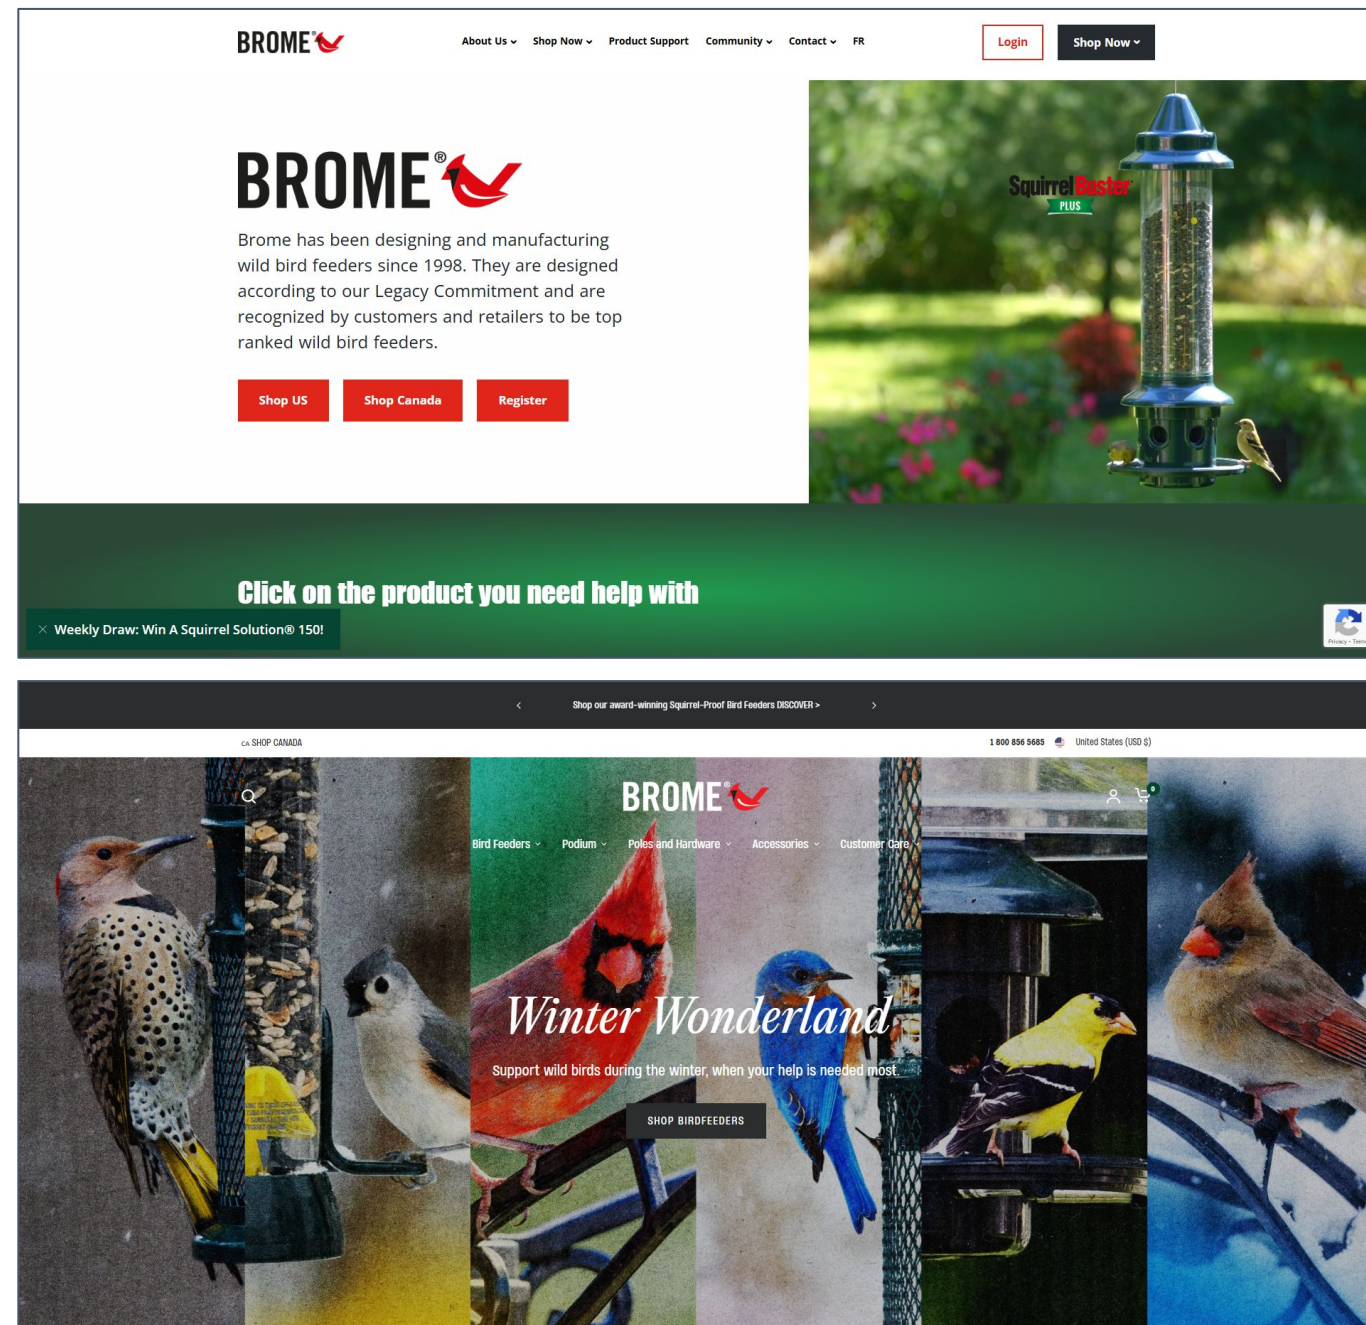 BROME®
About Us Shop Now Product Support Community Contact FR
Login
Shop Now
BROME®
Brome has been designing and manufacturing
wild bird feeders since 1998. They are designed
according to our Legacy Commitment and are
recognized by customers and retailers to be top
ranked wild bird feeders.
Shop US Shop Canada Register
SquirrelBuster
PLUS
Click on the product you need help with
× Weekly Draw: Win A Squirrel Solution® 150!
Privacy - Terms
Shop our award-winning Squirrel-Proof Bird Feeders DISCOVER >
CA SHOP CANADA
1 800 856 5685 United States (USD $)
BROME®
0
Bird Feeders Podium Poles and Hardware Accessories Customer Care
Winter Wonderland
Support wild birds during the winter, when your help is needed most.
SHOP BIRDFEEDERS